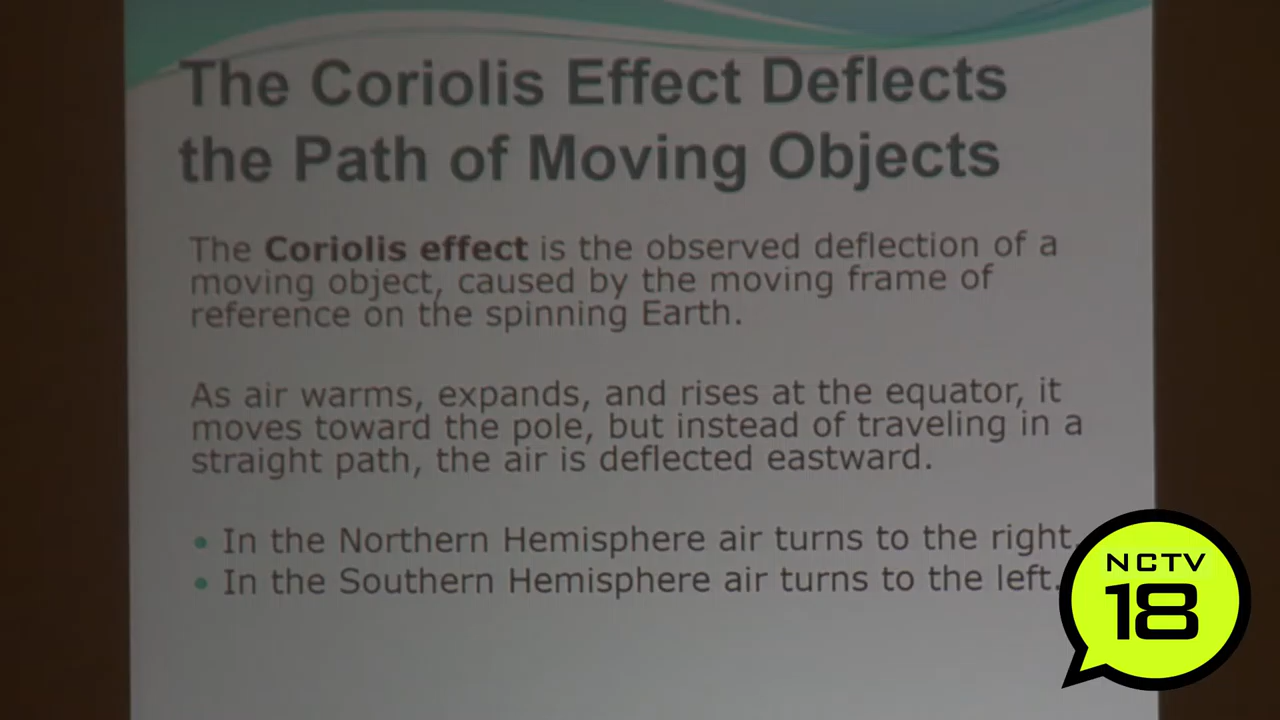 The Coriolis Effect Deflects
the Path of Moving Objects
The Coriolis effect is the observed deflection of a
moving object, caused by the moving frame of
reference on the spinning Earth.
As air warms, expands, and rises at the equator, it
moves toward the pole, but instead of traveling in a
straight path, the air is deflected eastward.
• In the Northern Hemisphere air turns to the right.
• In the Southern Hemisphere air turns to the left.
NCTV
18